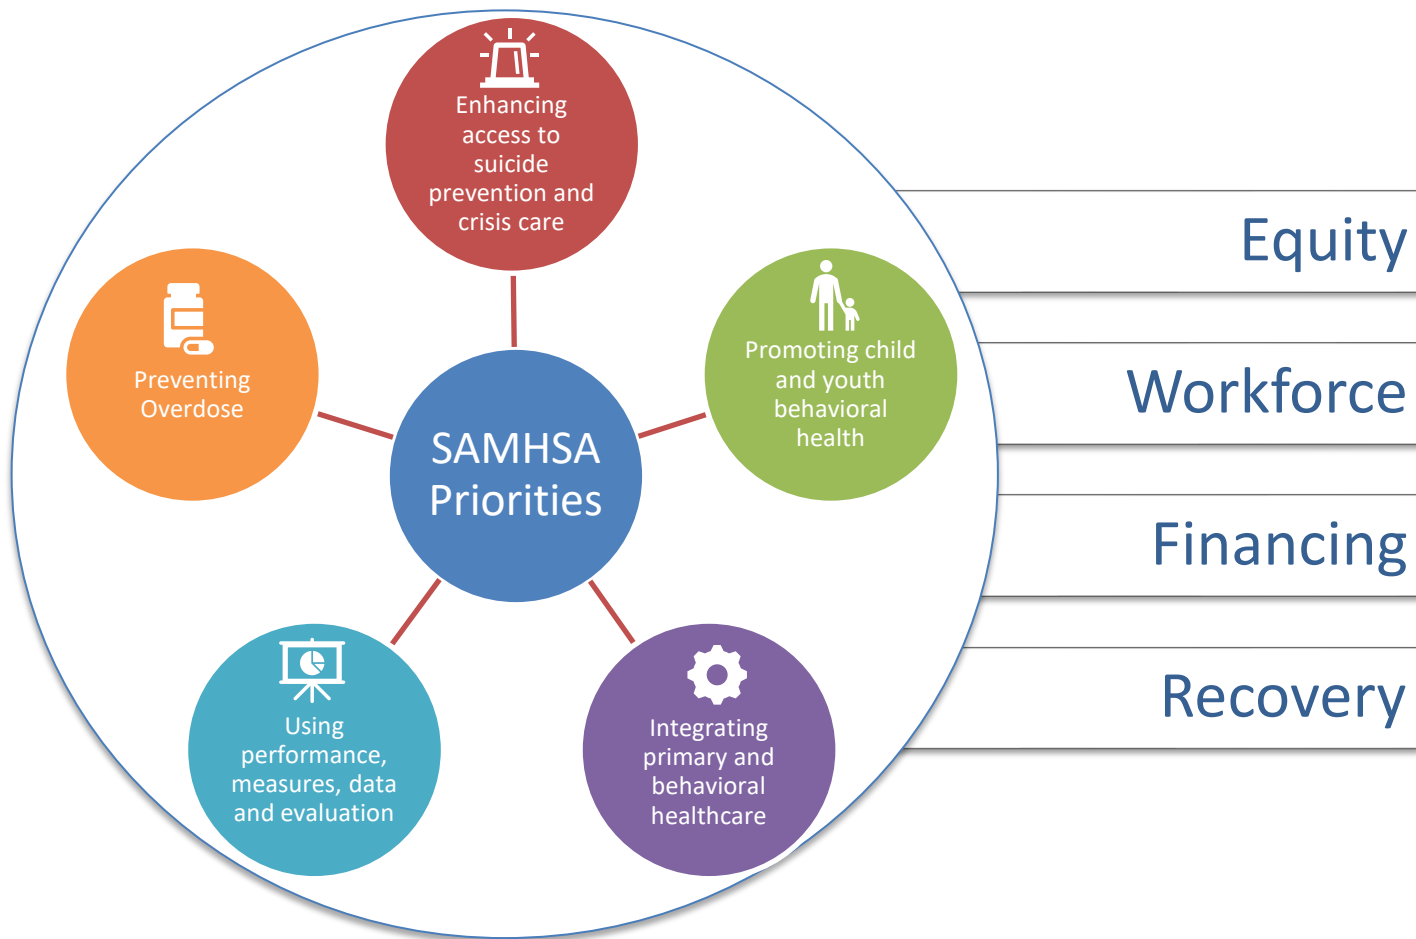 Enhancing
access to
suicide
prevention and
crisis care
Preventing
Overdose
Promoting child
and youth
behavioral
health
SAMHSA
Priorities
Using
performance,
measures, data
and evaluation
Integrating
primary and
behavioral
healthcare
Equity
Workforce
Financing
Recovery